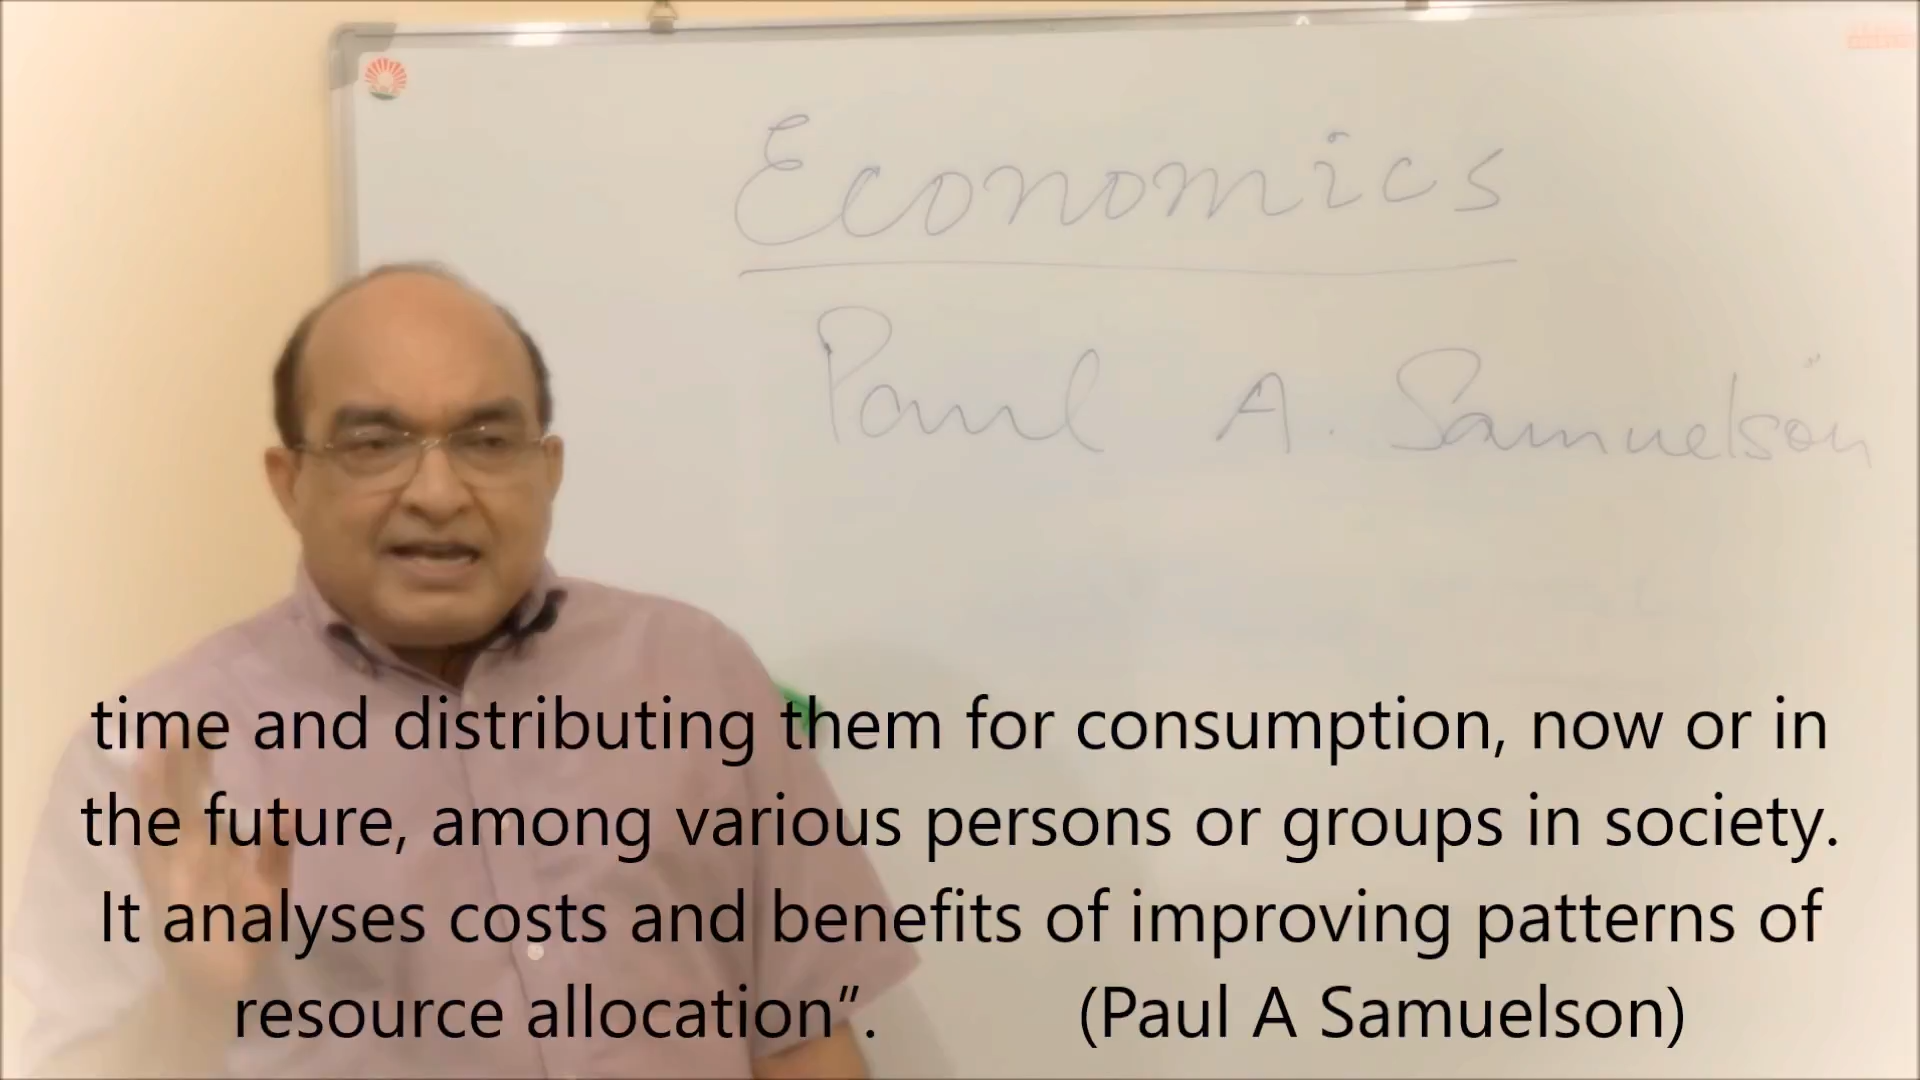 Economics
Paul A. Samuelson
time and distributing them for consumption, now or in
the future, among various persons or groups in society.
It analyses costs and benefits of improving patterns of
resource allocation”. (Paul A Samuelson)